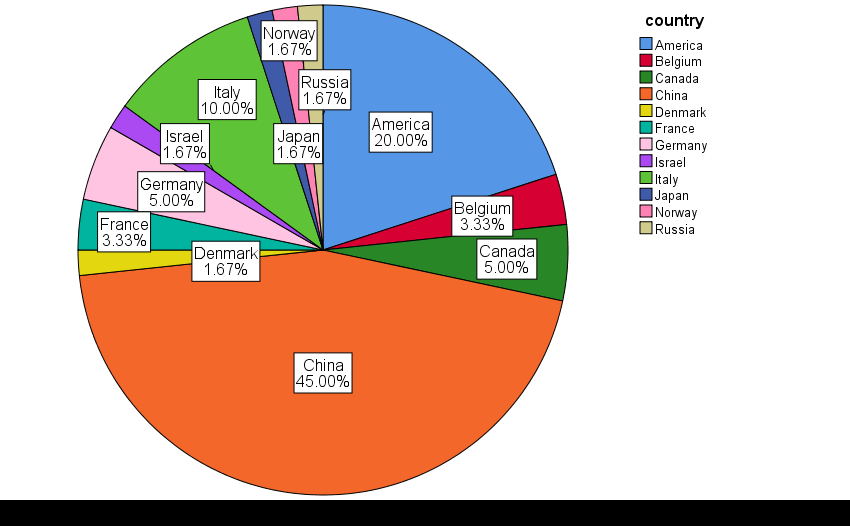 country
America
Belgium
Canada
China
Denmark
France
Germany
Israel
Italy
Japan
Norway
Russia
Norway
1.67%
Russia
1.67%
Italy
10.00%
America
20.00%
Israel
1.67%
Japan
1.67%
Germany
5.00%
Belgium
3.33%
France
3.33%
Denmark
1.67%
Canada
5.00%
China
45.00%